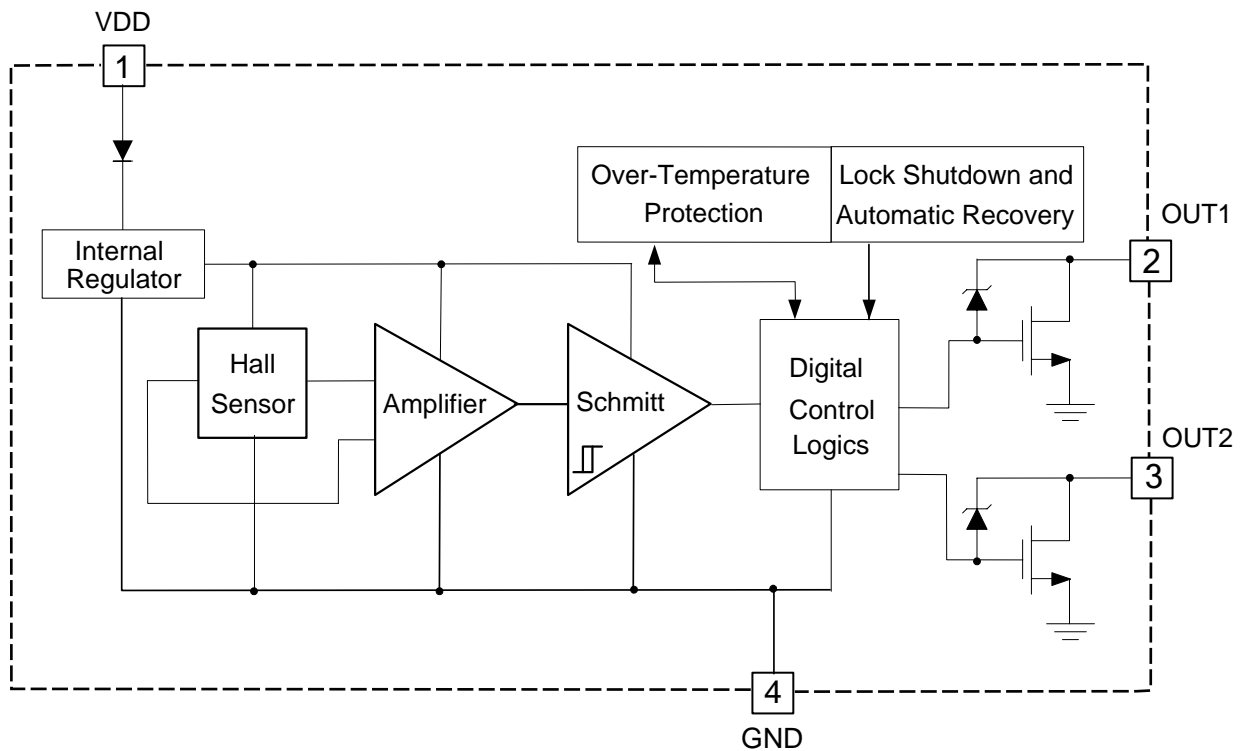 VDD
1
Over-Temperature
Protection
Lock Shutdown and
Automatic Recovery
OUT1
2
Internal
Regulator
Hall
Sensor
Amplifier
Schmitt
Digital
Control
Logics
OUT2
3
4
GND